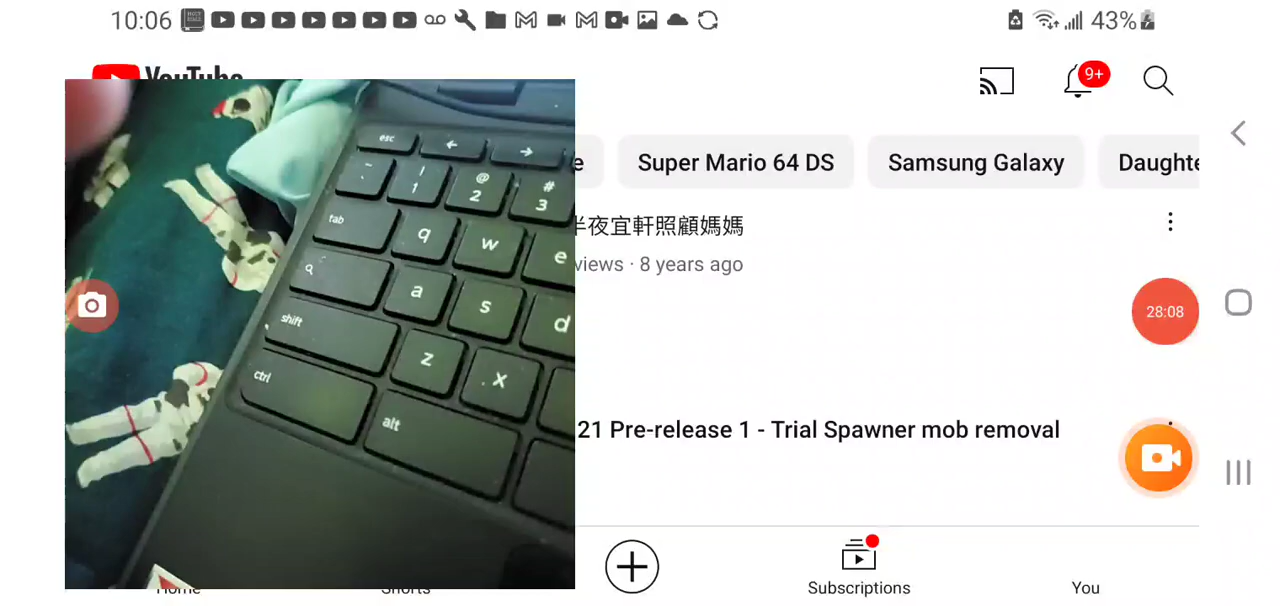 10:06
43%
YouTube
9+
e
Super Mario 64 DS
Samsung Galaxy
Daughte
半夜宜軒照顧媽媽
views · 8 years ago
28:08
21 Pre-release 1 - Trial Spawner mob removal
Home
Shorts
Subscriptions
You
esc
← →
~ ! 1 @ 2 # 3
tab q w e
a s d
shift z x
ctrl alt